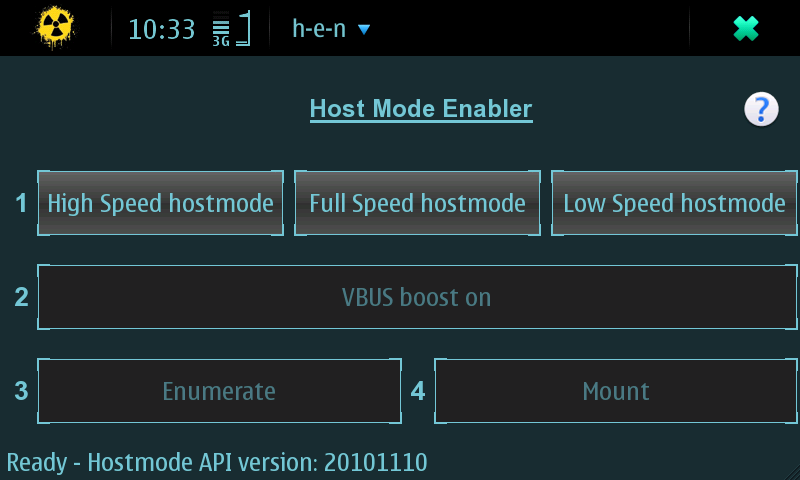 10:33 3G h-e-n
Host Mode Enabler
?
1 High Speed hostmode Full Speed hostmode Low Speed hostmode
2 VBUS boost on
3 Enumerate 4 Mount
Ready - Hostmode API version: 20101110